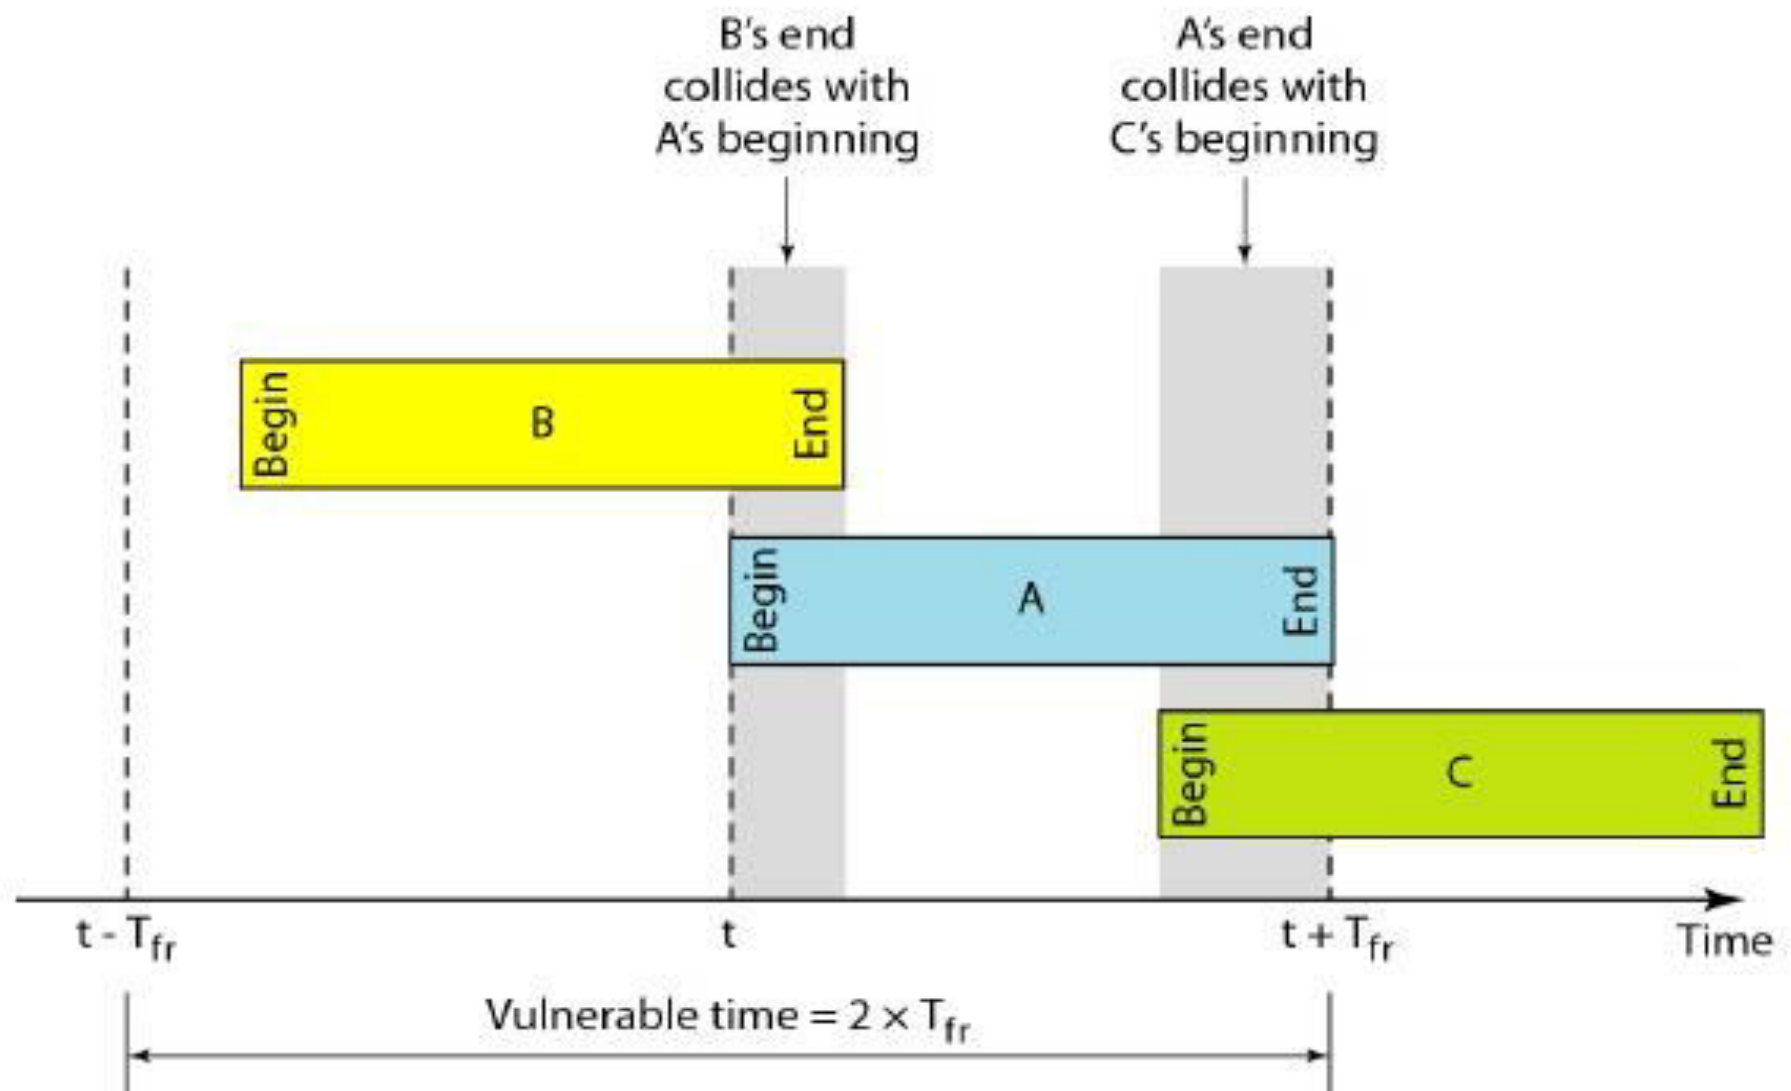 B's end
collides with
A's beginning
A's end
collides with
C's beginning
Begin
B
End
Begin
A
End
Begin
C
End
t - Tfr
t
t + Tfr
Time
Vulnerable time = 2 × Tfr